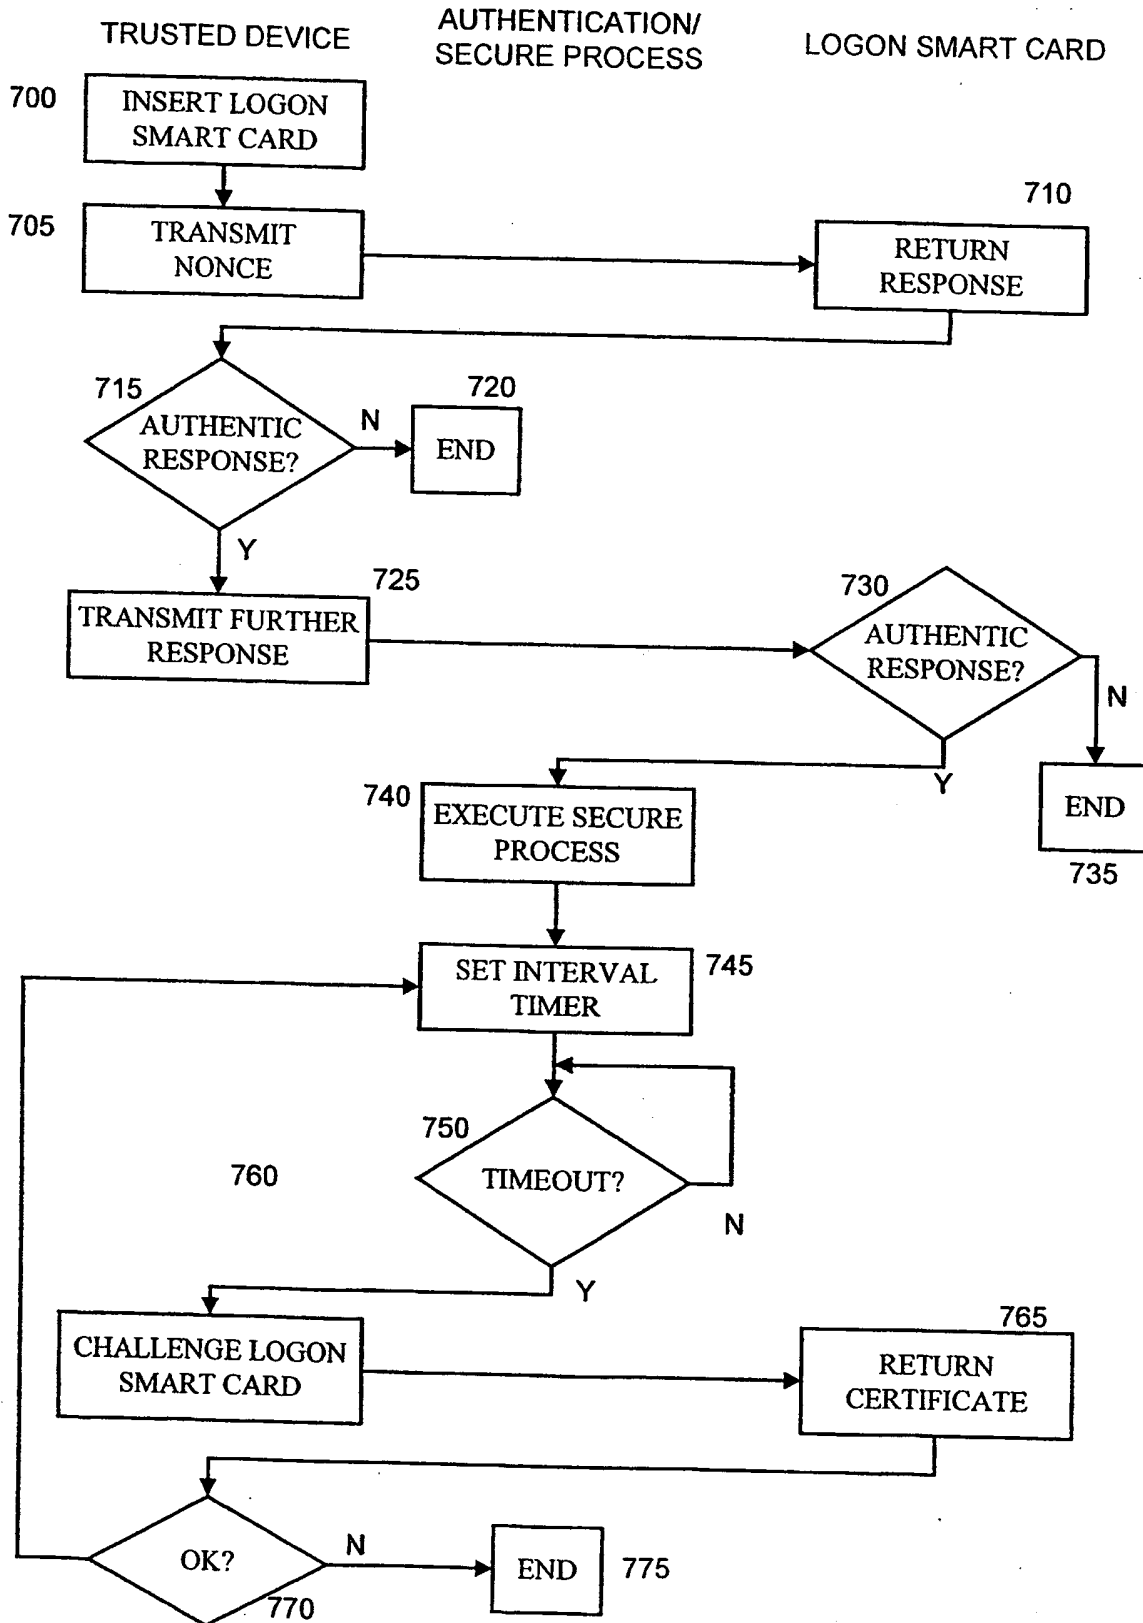 TRUSTED DEVICE
AUTHENTICATION/
SECURE PROCESS
LOGON SMART CARD
700
INSERT LOGON
SMART CARD
705
TRANSMIT
NONCE
710
RETURN
RESPONSE
715
AUTHENTIC
RESPONSE?
N
720
END
Y
725
TRANSMIT FURTHER
RESPONSE
730
AUTHENTIC
RESPONSE?
N
Y
END
735
740
EXECUTE SECURE
PROCESS
SET INTERVAL
TIMER
745
750
TIMEOUT?
760
N
Y
CHALLENGE LOGON
SMART CARD
765
RETURN
CERTIFICATE
OK?
770
N
END
775